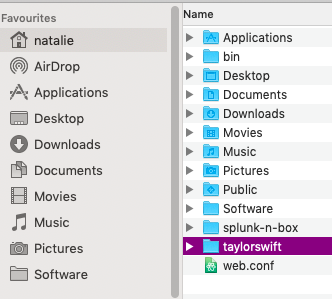 Favourites
natalie
AirDrop
Applications
Desktop
Downloads
Documents
Movies
Music
Pictures
Software
Name
Applications
bin
Desktop
Documents
Downloads
Movies
Music
Pictures
Public
Software
splunk-n-box
taylorswift
web.conf